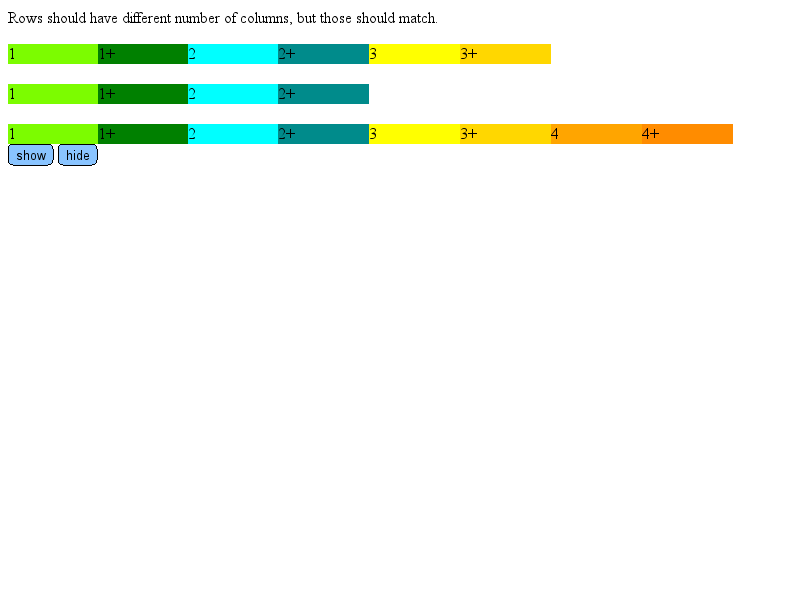 Rows should have different number of columns, but those should match.
1 1+ 2 2+ 3 3+
1 1+ 2 2+
1 1+ 2 2+ 3 3+ 4 4+
show hide